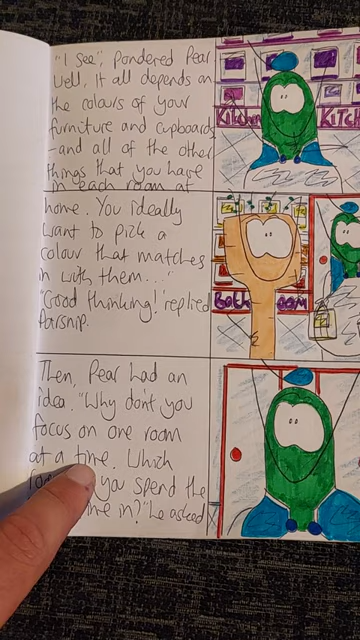 "I see", pondered Pear
Well, it all depends on
the colours of your
furniture and cupboards
-and all of the other
things that you have
in each room at
home. You ideally
want to pick a
colour that matches
in with them..."
"Good thinking!" replied
Parsnip.
Then, Pear had an
idea. "Why don't you
focus on one room
at a time. Which
you spend the
in?" he asked
Kitchen
KITCH
Bath
OOM